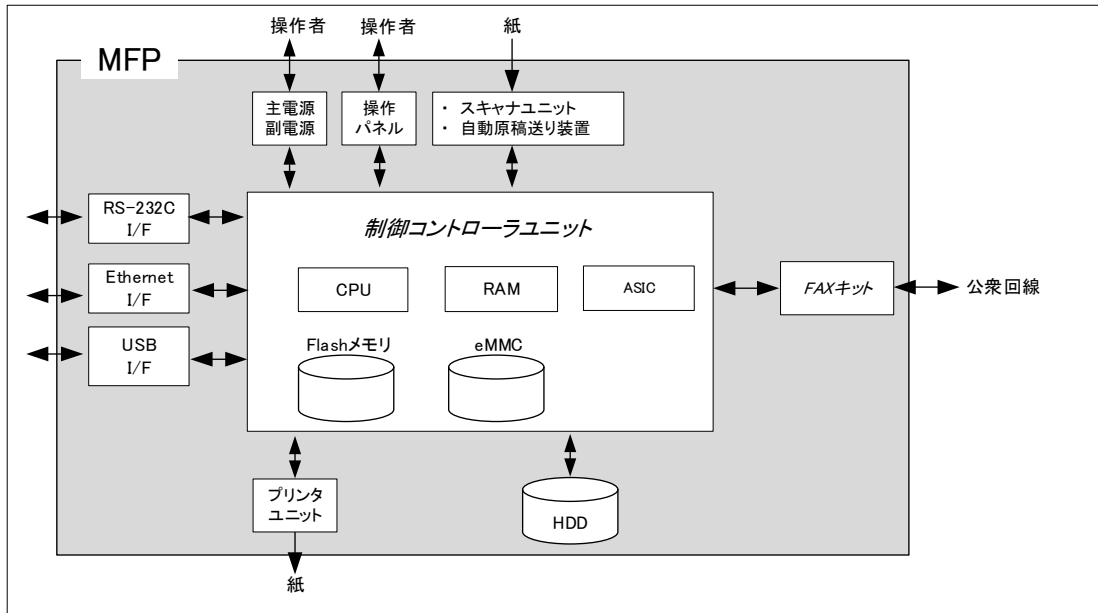 操作者
操作者
紙
MFP
主電源
副電源
操作
パネル
・ スキャナユニット
・ 自動原稿送り装置
RS-232C
I/F
制御コントローラユニット
Ethernet
I/F
CPU
RAM
ASIC
FAXキット
公衆回線
USB
I/F
Flashメモリ
eMMC
プリンタ
ユニット
HDD
紙